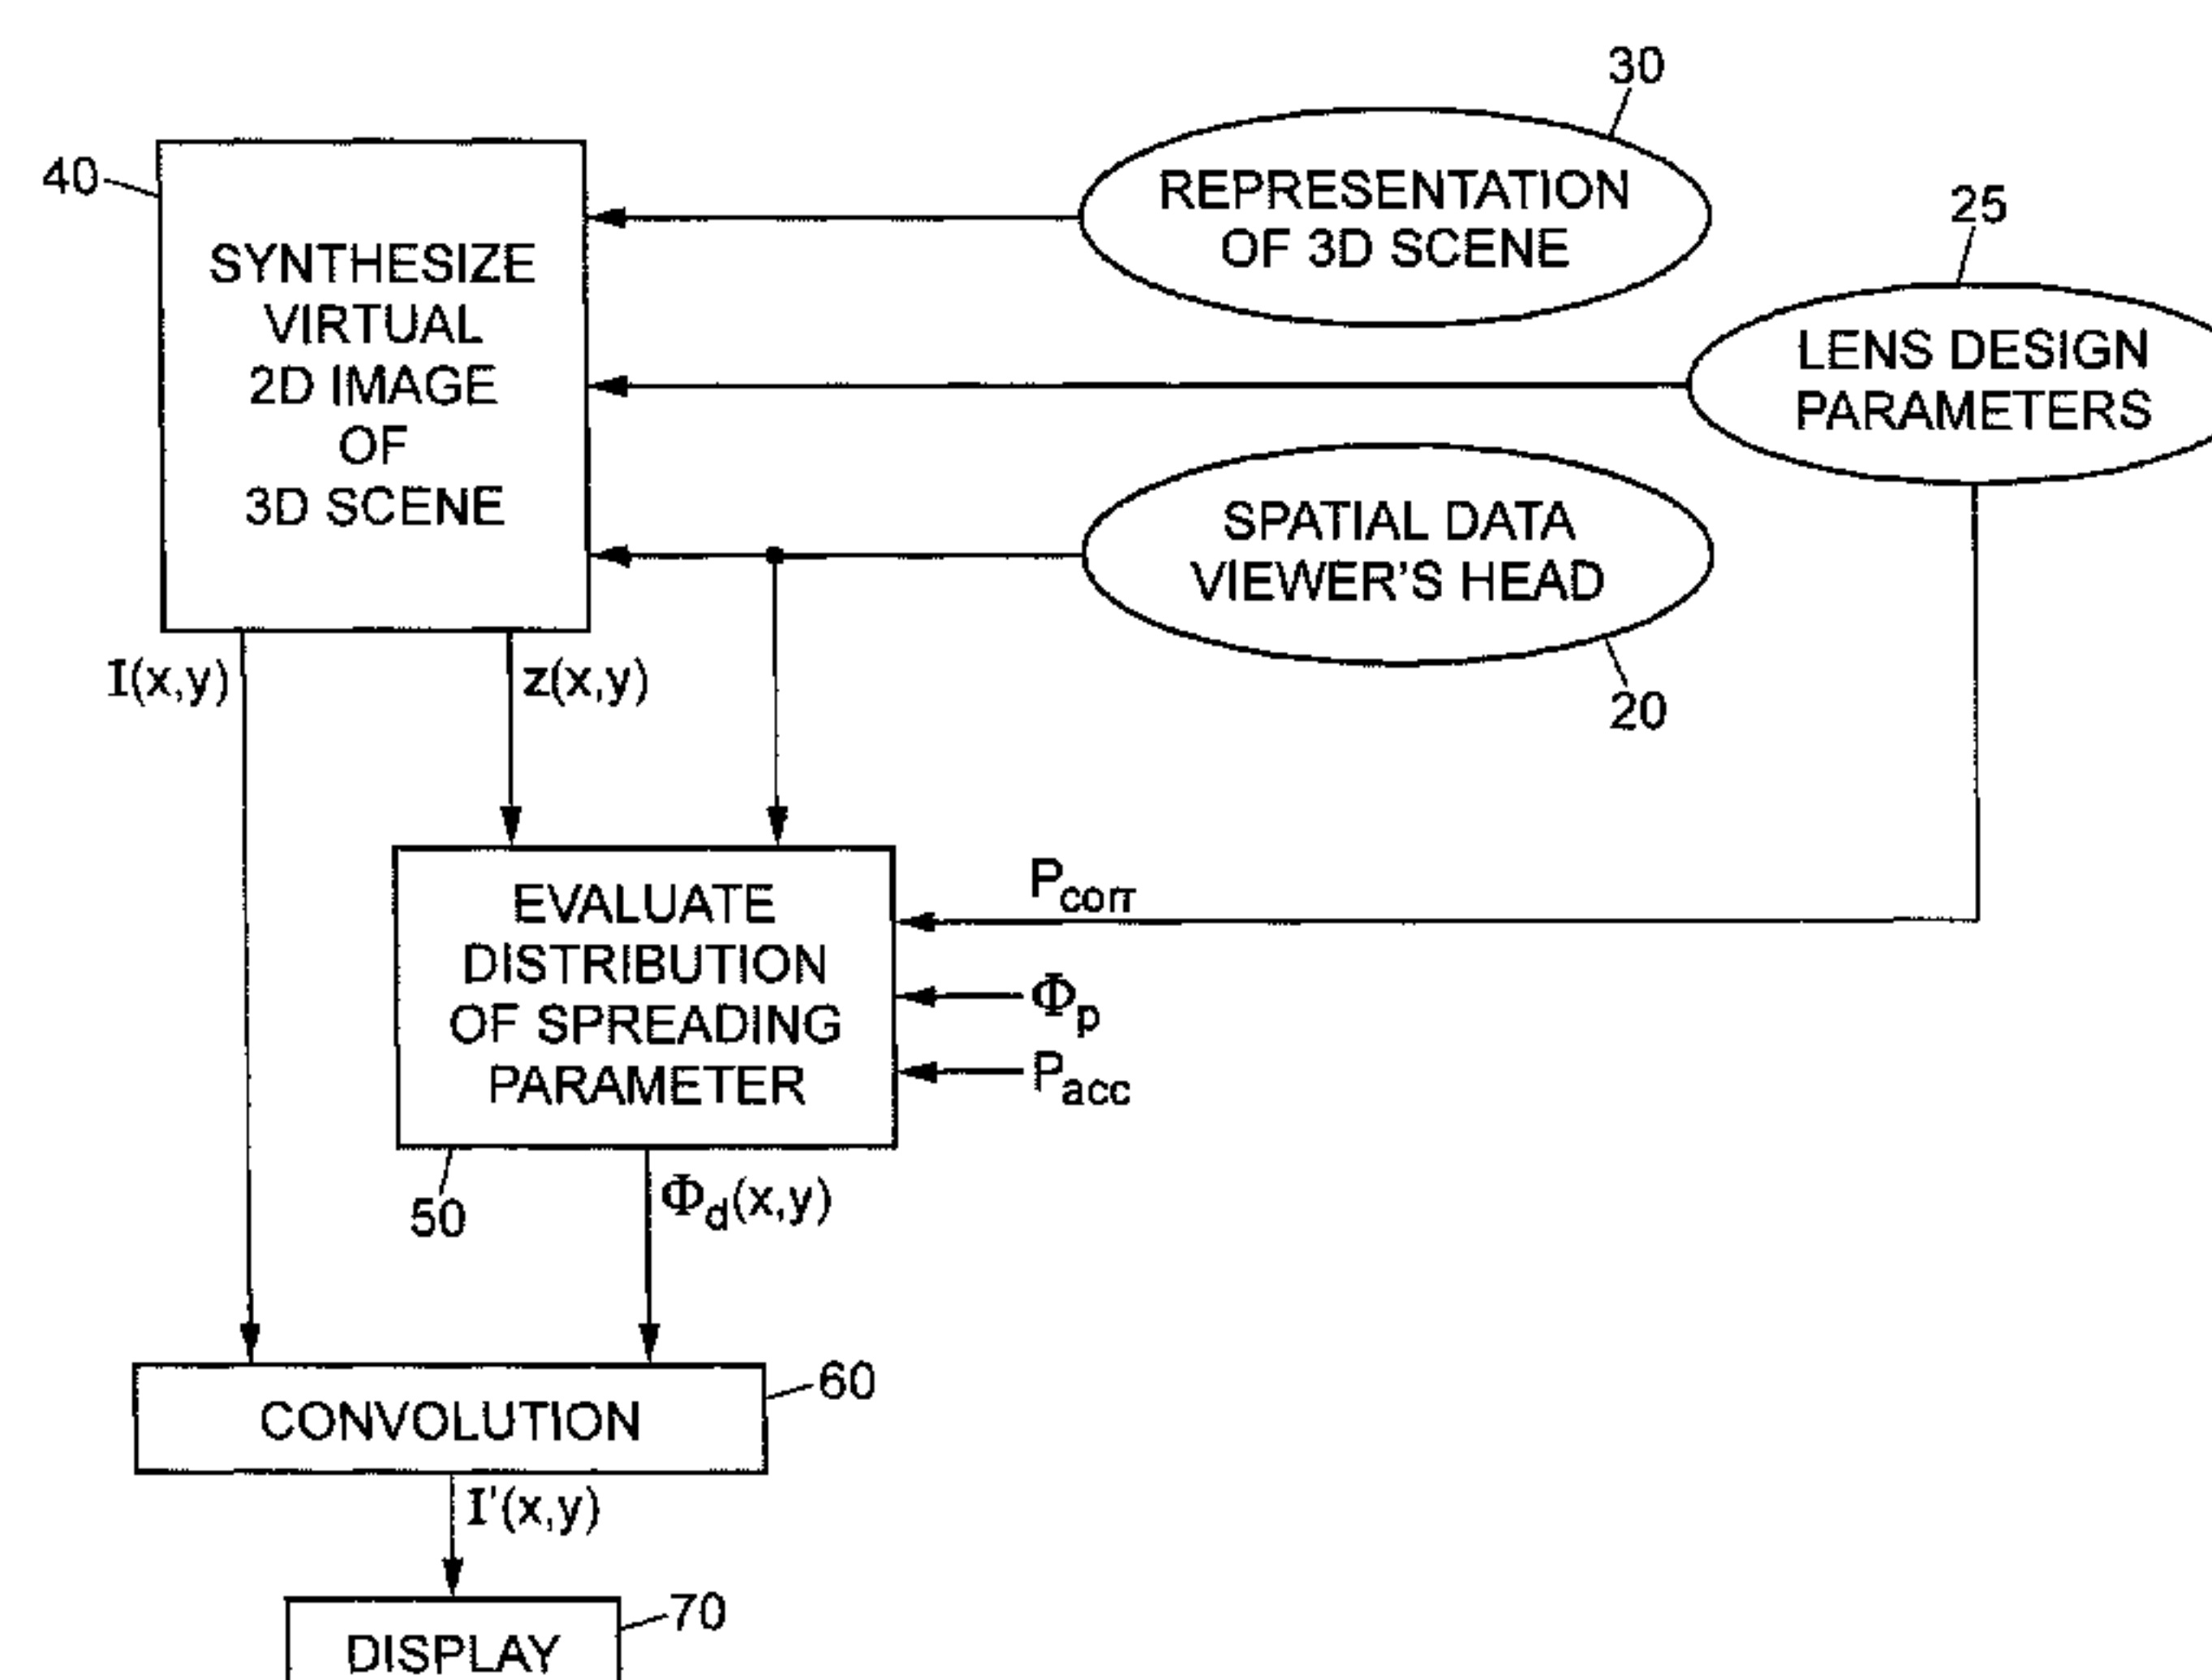 30
40
REPRESENTATION
OF 3D SCENE
25
SYNTHESIZE
VIRTUAL
2D IMAGE
OF
3D SCENE
LENS DESIGN
PARAMETERS
SPATIAL DATA
VIEWER'S HEAD
20
I(x,y)
z(x,y)
EVALUATE
DISTRIBUTION
OF SPREADING
PARAMETER
P_corr
Φ_p
P_acc
50
Φ_d(x,y)
60
CONVOLUTION
I'(x,y)
70
DISPLAY